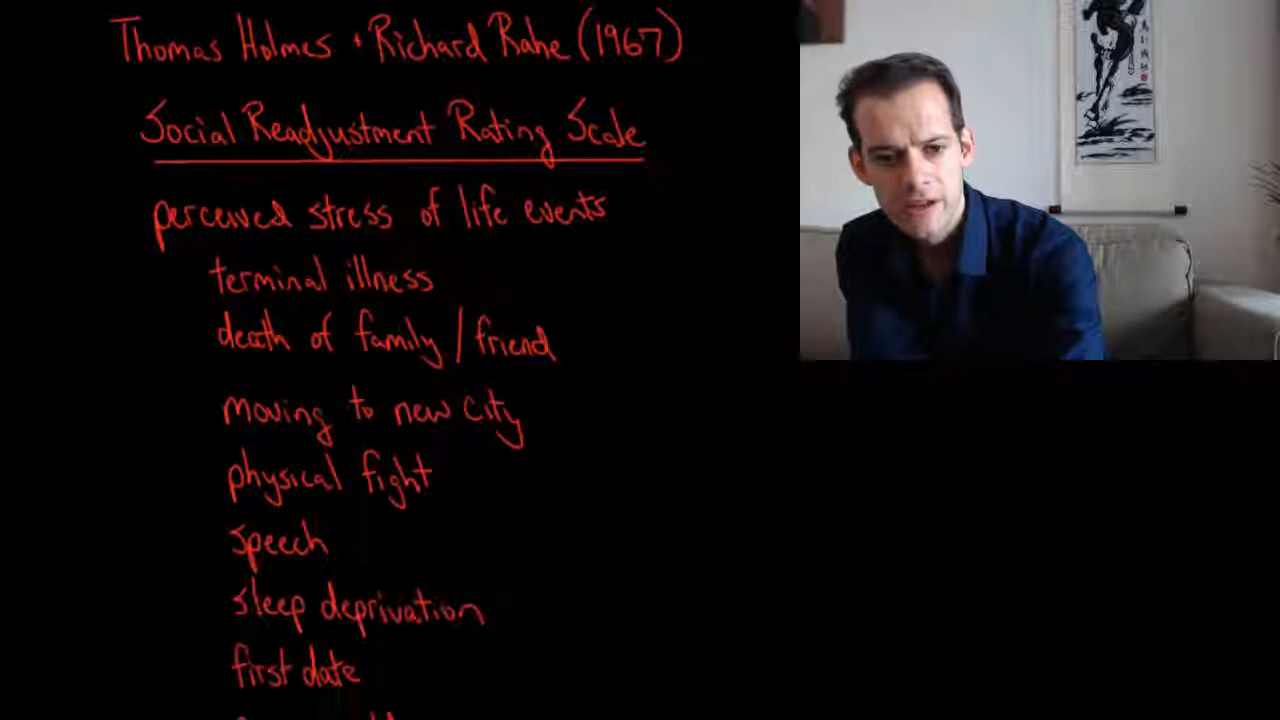 Thomas Holmes + Richard Rahe (1967)
Social Readjustment Rating Scale
perceived stress of life events
terminal illness
death of family / friend
moving to new city
physical fight
speech
sleep deprivation
first date